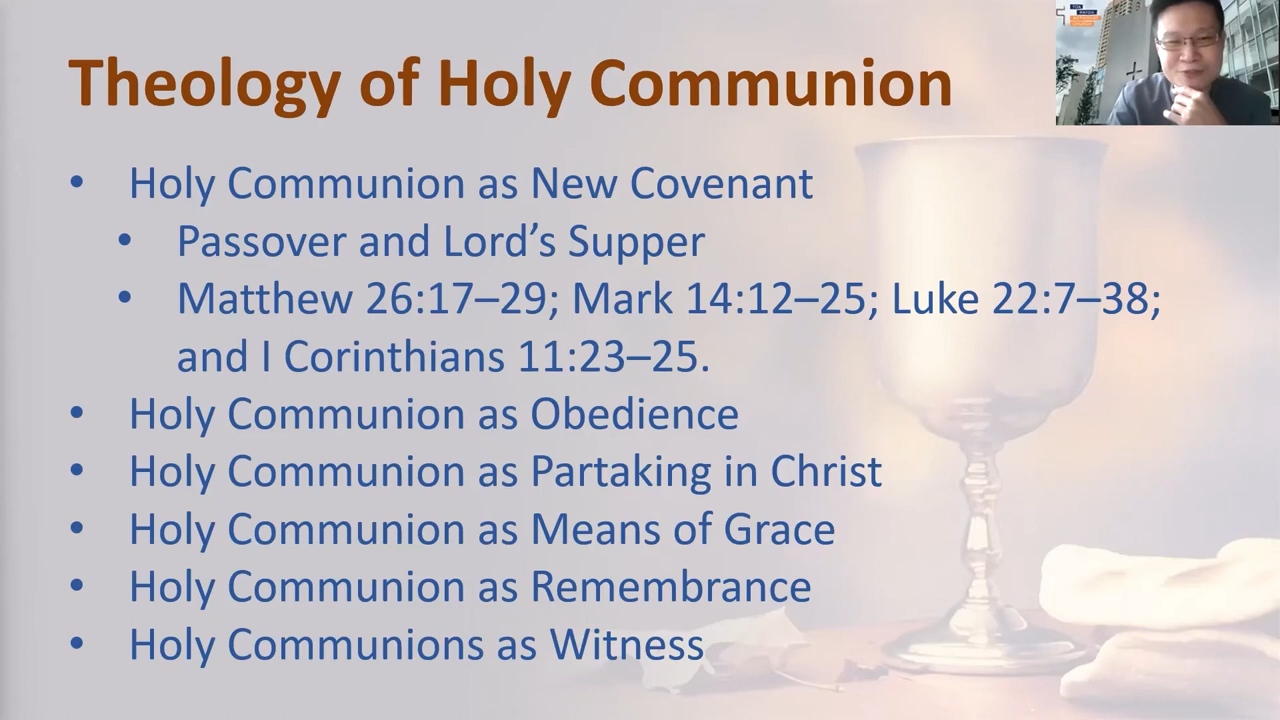 Theology of Holy Communion
• Holy Communion as New Covenant
• Passover and Lord’s Supper
• Matthew 26:17–29; Mark 14:12–25; Luke 22:7–38;
and I Corinthians 11:23–25.
• Holy Communion as Obedience
• Holy Communion as Partaking in Christ
• Holy Communion as Means of Grace
• Holy Communion as Remembrance
• Holy Communions as Witness